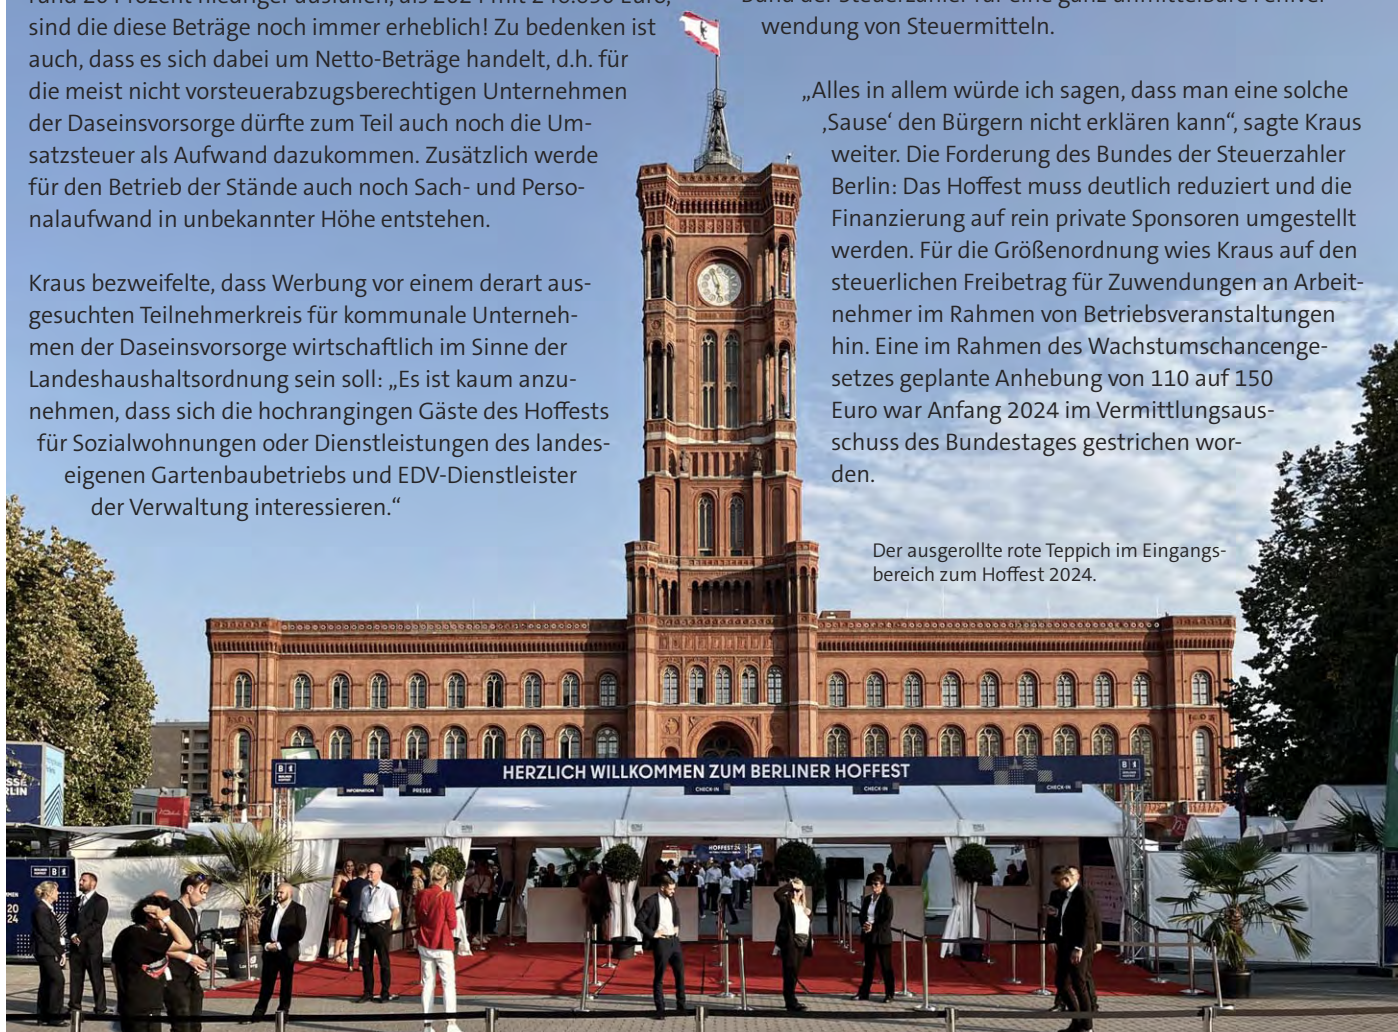 sind die diese Beträge noch immer erheblich! Zu bedenken ist
auch, dass es sich dabei um Netto-Beträge handelt, d.h. für
die meist nicht vorsteuerabzugsberechtigen Unternehmen
der Daseinsvorsorge dürfte zum Teil auch noch die Um-
satzsteuer als Aufwand dazukommen. Zusätzlich werde
für den Betrieb der Stände auch noch Sach- und Perso-
nalaufwand in unbekannter Höhe entstehen.
Kraus bezweifelte, dass Werbung vor einem derart aus-
gesuchten Teilnehmerkreis für kommunale Unterneh-
men der Daseinsvorsorge wirtschaftlich im Sinne der
Landeshaushaltsordnung sein soll: „Es ist kaum anzu-
nehmen, dass sich die hochrangingen Gäste des Hoffests
für Sozialwohnungen oder Dienstleistungen des landes-
eigenen Gartenbaubetriebs und EDV-Dienstleister
der Verwaltung interessieren.“
wendung von Steuermitteln.
„Alles in allem würde ich sagen, dass man eine solche
‚Sause‘ den Bürgern nicht erklären kann“, sagte Kraus
weiter. Die Forderung des Bundes der Steuerzahler
Berlin: Das Hoffest muss deutlich reduziert und die
Finanzierung auf rein private Sponsoren umgestellt
werden. Für die Größenordnung wies Kraus auf den
steuerlichen Freibetrag für Zuwendungen an Arbeit-
nehmer im Rahmen von Betriebsveranstaltungen
hin. Eine im Rahmen des Wachstumschancenge-
setzes geplante Anhebung von 110 auf 150
Euro war Anfang 2024 im Vermittlungsaus-
schuss des Bundestages gestrichen wor-
den.
Der ausgerollte rote Teppich im Eingangs-
bereich zum Hoffest 2024.
HERZLICH WILLKOMMEN ZUM BERLINER HOFFEST
INFORMATION
PRESSE
CHECK-IN
CHECK-IN
CHECK-IN
HOFFEST24
20
24